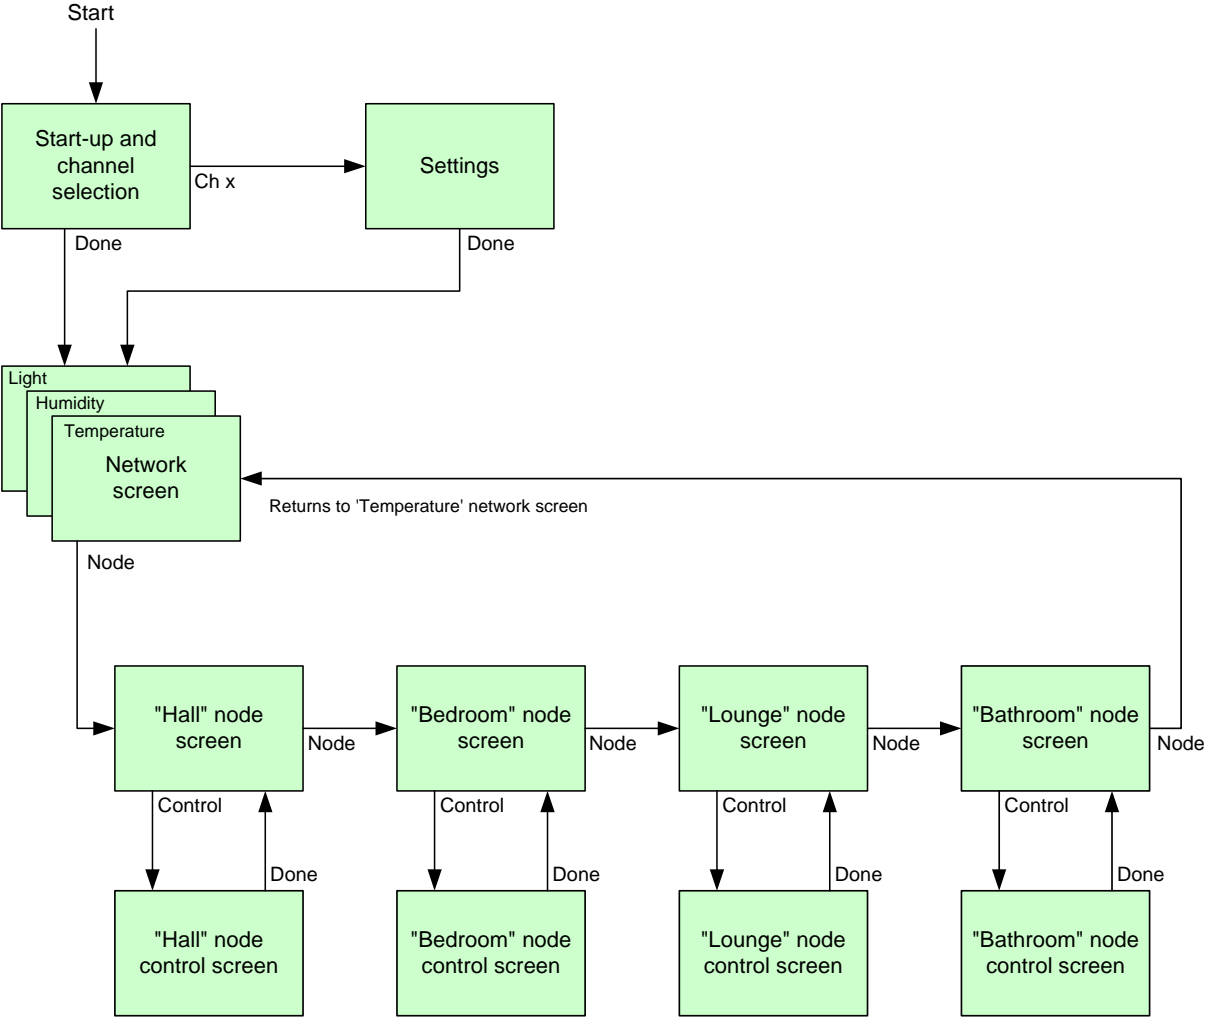 Start
Start-up and
channel
selection
Ch x
Settings
Done
Done
Light
Humidity
Temperature
Network
screen
Returns to 'Temperature' network screen
Node
"Hall" node
screen
Node
"Bedroom" node
screen
Node
"Lounge" node
screen
Node
"Bathroom" node
screen
Node
Control
Done
Control
Done
Control
Done
Control
Done
"Hall" node
control screen
"Bedroom" node
control screen
"Lounge" node
control screen
"Bathroom" node
control screen